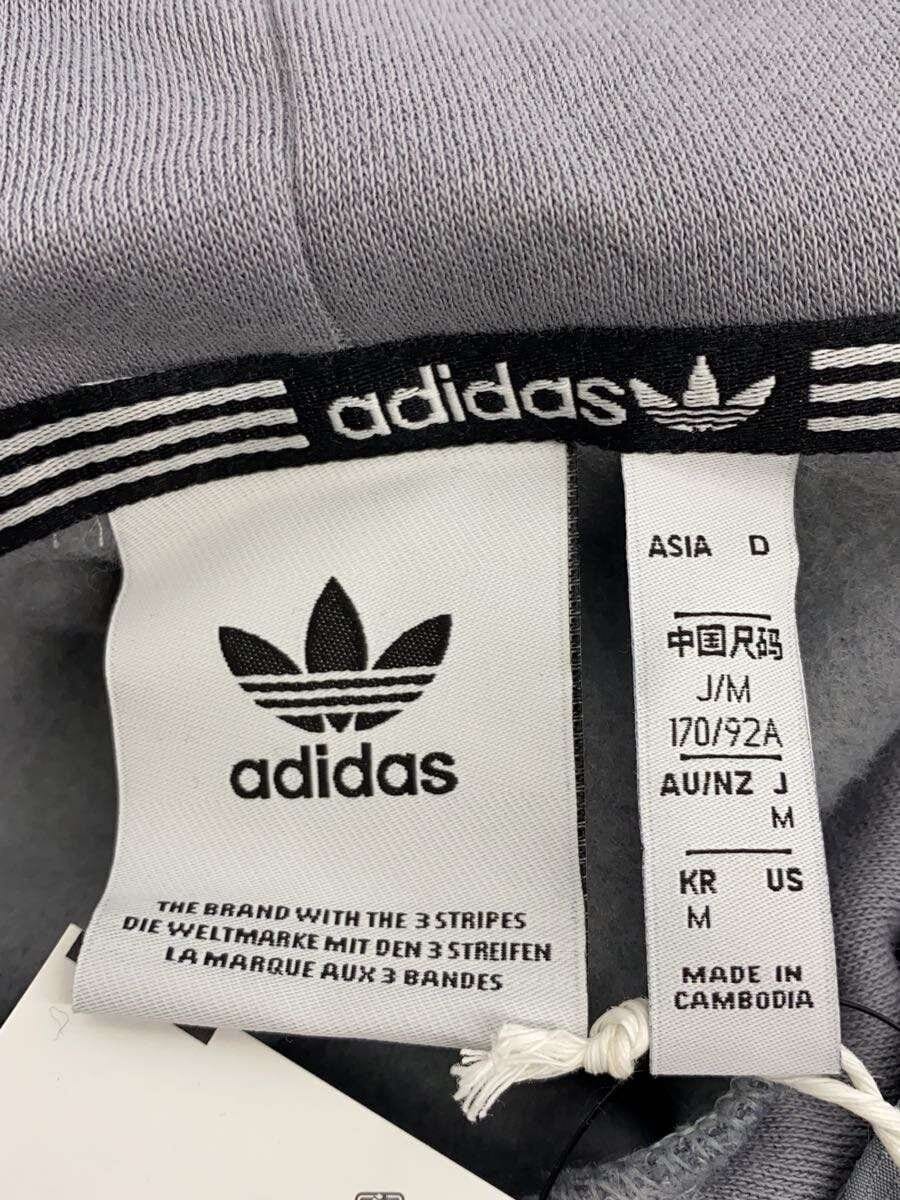 adidas
adidas
THE BRAND WITH THE 3 STRIPES
DIE WELTMARKE MIT DEN 3 STREIFEN
LA MARQUE AUX 3 BANDES
ASIA D
中国尺码
J/M
170/92A
AU/NZ J
M
KR US
M
MADE IN
CAMBODIA